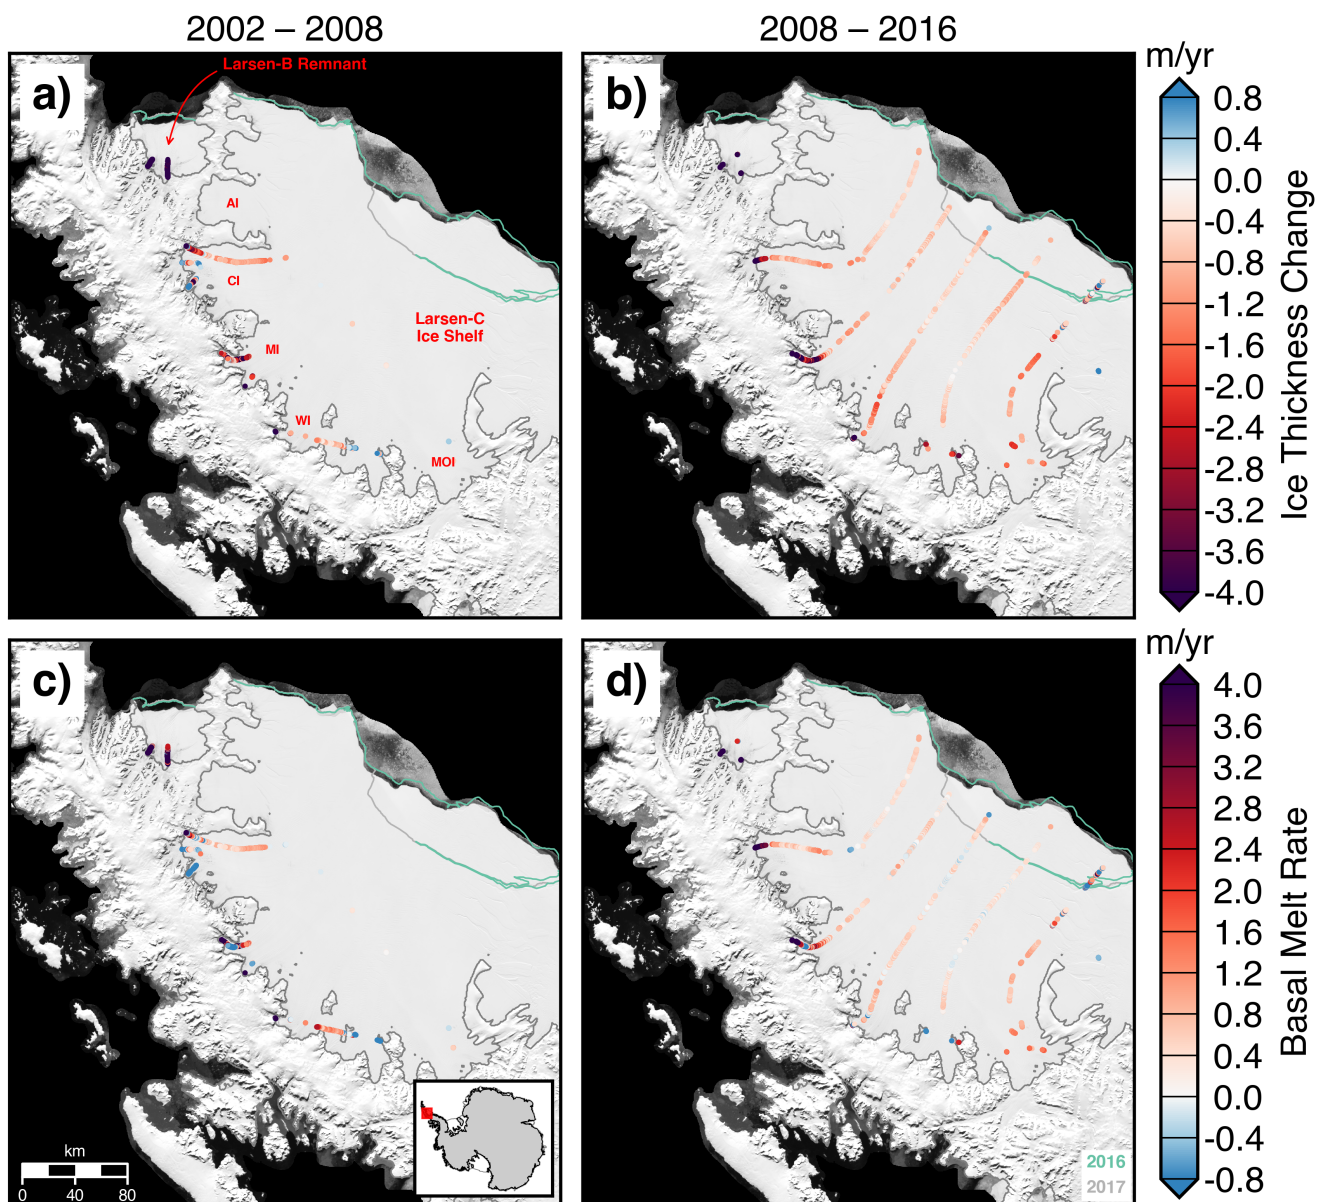 2002 – 2008
2008 – 2016
m/yr
a)
Larsen-B Remnant
AI
CI
Larsen-C
Ice Shelf
MI
WI
MOI
b)
0.8
0.4
0.0
-0.4
-0.8
-1.2
-1.6
-2.0
-2.4
-2.8
-3.2
-3.6
-4.0
Ice Thickness Change
m/yr
c)
km
0 40 80
d)
2016
2017
4.0
3.6
3.2
2.8
2.4
2.0
1.6
1.2
0.8
0.4
0.0
-0.4
-0.8
Basal Melt Rate